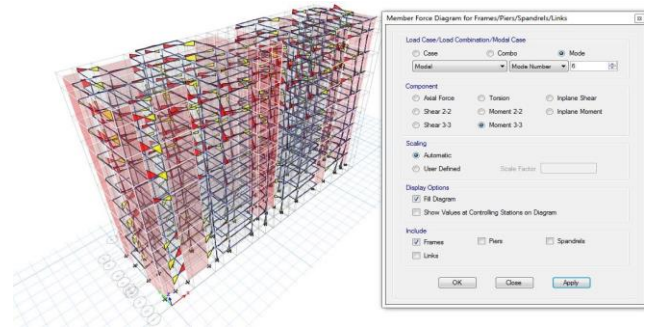 Member Force Diagram for Frames/Piers/Spandrels/Links
Load Case/Load Combination/Modal Case
Case Combo Mode
Modal Mode Number 6
Component
Axial Force Torsion Inplane Shear
Shear 2-2 Moment 2-2 Inplane Moment
Shear 3-3 Moment 3-3
Scaling
Automatic
User Defined Scale Factor
Display Options
Fill Diagram
Show Values at Controlling Stations on Diagram
Include
Frames Piers Spandrels
Links
OK Close Apply